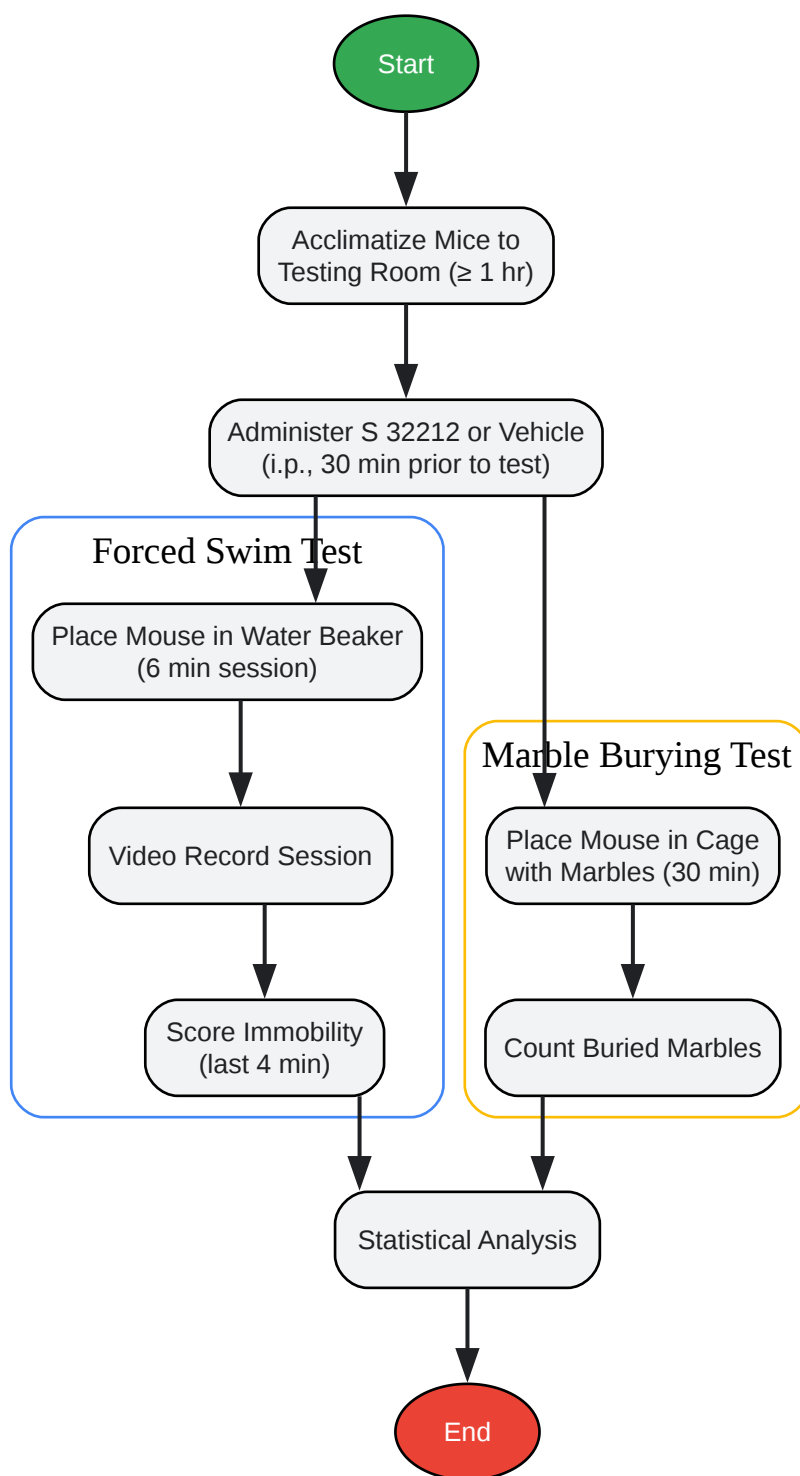 Start
Acclimatize Mice to
Testing Room (≥ 1 hr)
Administer S 32212 or Vehicle
(i.p., 30 min prior to test)
Forced Swim Test
Place Mouse in Water Beaker
(6 min session)
Video Record Session
Score Immobility
(last 4 min)
Marble Burying Test
Place Mouse in Cage
with Marbles (30 min)
Count Buried Marbles
Statistical Analysis
End